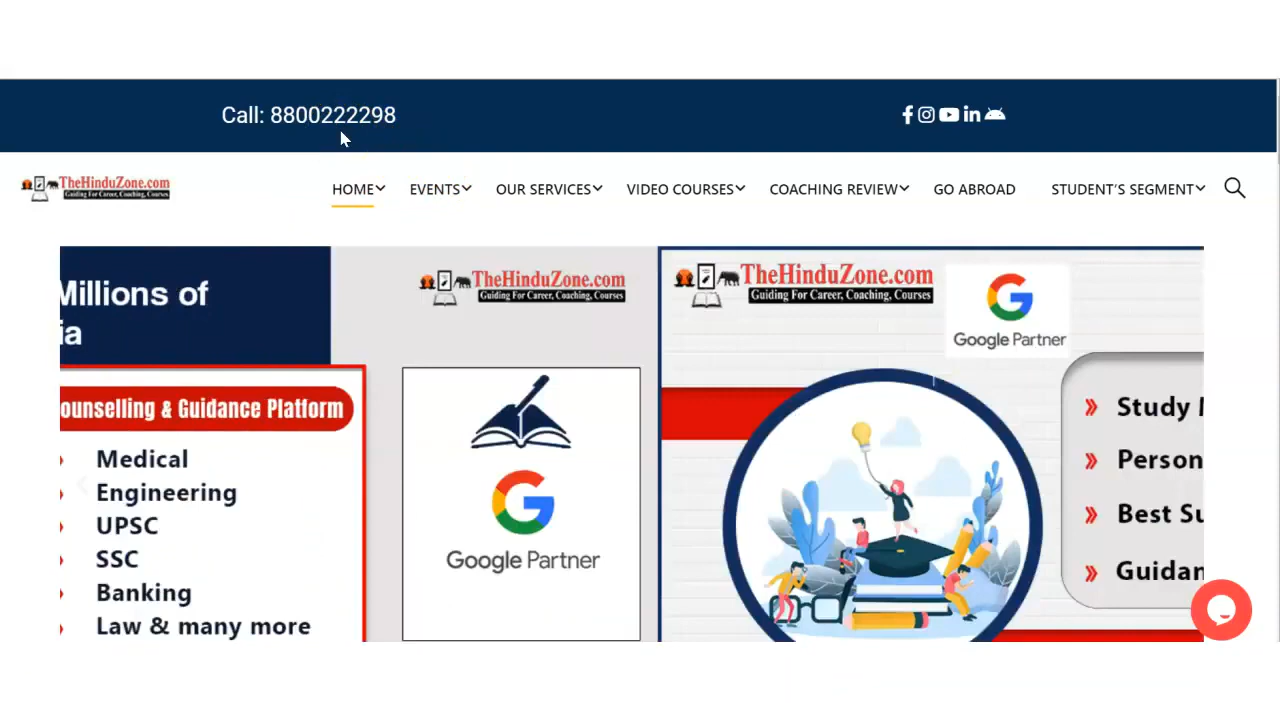 Call: 8800222298
TheHinduZone.com
Guiding For Career, Coaching, Courses
HOME EVENTS OUR SERVICES VIDEO COURSES COACHING REVIEW GO ABROAD STUDENT'S SEGMENT
Millions of
ia
ounselling & Guidance Platform
Medical
Engineering
UPSC
SSC
Banking
Law & many more
TheHinduZone.com
Guiding For Career, Coaching, Courses
Google Partner
TheHinduZone.com
Guiding For Career, Coaching, Courses
Google Partner
Study
Person
Best Su
Guidan